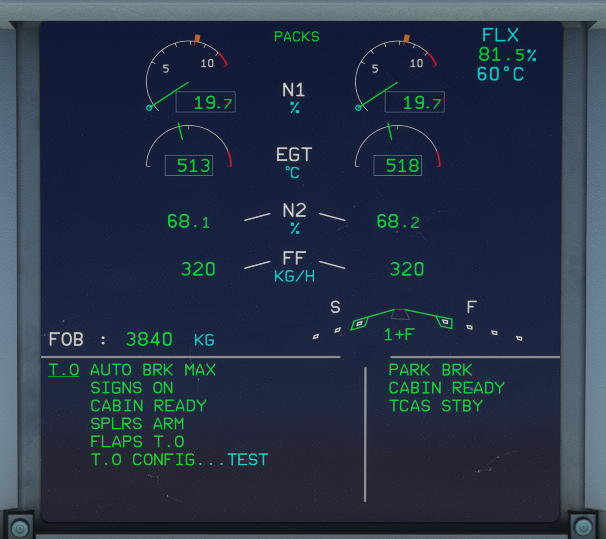 PACKS
FLX
81.5%
60°C
5 10
5 10
19.7 N1 19.7
%
513 EGT 518
°C
68.1 N2 68.2
%
320 FF 320
KG/H
S F
1+F
FOB : 3840 KG
T.O AUTO BRK MAX
SIGNS ON
CABIN READY
SPLRS ARM
FLAPS T.O
T.O CONFIG...TEST
PARK BRK
CABIN READY
TCAS STBY